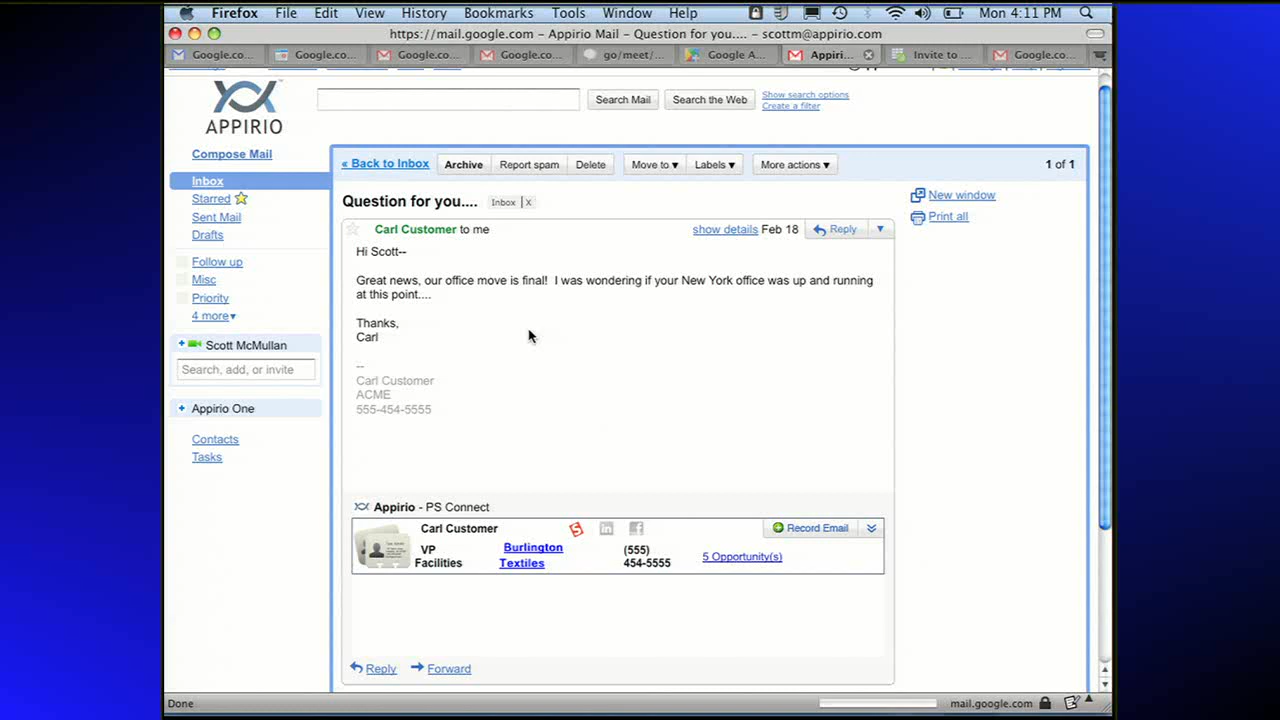 Firefox File Edit View History Bookmarks Tools Window Help Mon 4:11 PM
https://mail.google.com - Appirio Mail - Question for you.... - scottm@appirio.com
Google.co... Google.co... Google.co... Google.co... go/meet/... Google A... Appiri... Invite to ... Google.co...
APPIRIO
Search Mail Search the Web Show search options
Create a filter
Compose Mail
« Back to Inbox Archive Report spam Delete Move to Labels More actions 1 of 1
Inbox
Starred
Sent Mail
Drafts
Follow up
Misc
Priority
4 more
Scott McMullan
Search, add, or invite
Appirio One
Contacts
Tasks
Question for you.... Inbox X
New window
Print all
Carl Customer to me show details Feb 18 Reply
Hi Scott--
Great news, our office move is final! I was wondering if your New York office was up and running
at this point....
Thanks,
Carl
--
Carl Customer
ACME
555-454-5555
Appirio - PS Connect
Carl Customer Record Email
VP Burlington (555)
Facilities Textiles 454-5555 5 Opportunity(s)
Reply Forward
Done mail.google.com